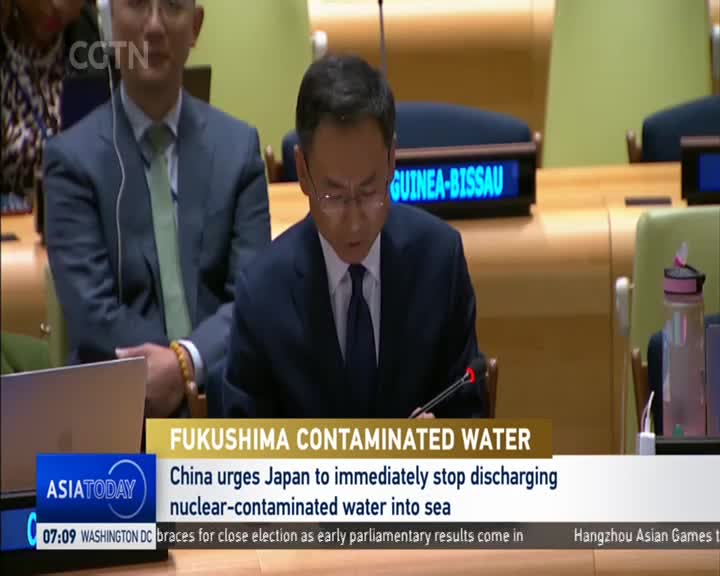 CGTN
GUINEA-BISSAU
FUKUSHIMA CONTAMINATED WATER
China urges Japan to immediately stop discharging
nuclear-contaminated water into sea
ASIA TODAY
07:09 WASHINGTON DC
braces for close election as early parliamentary results come in Hangzhou Asian Games t